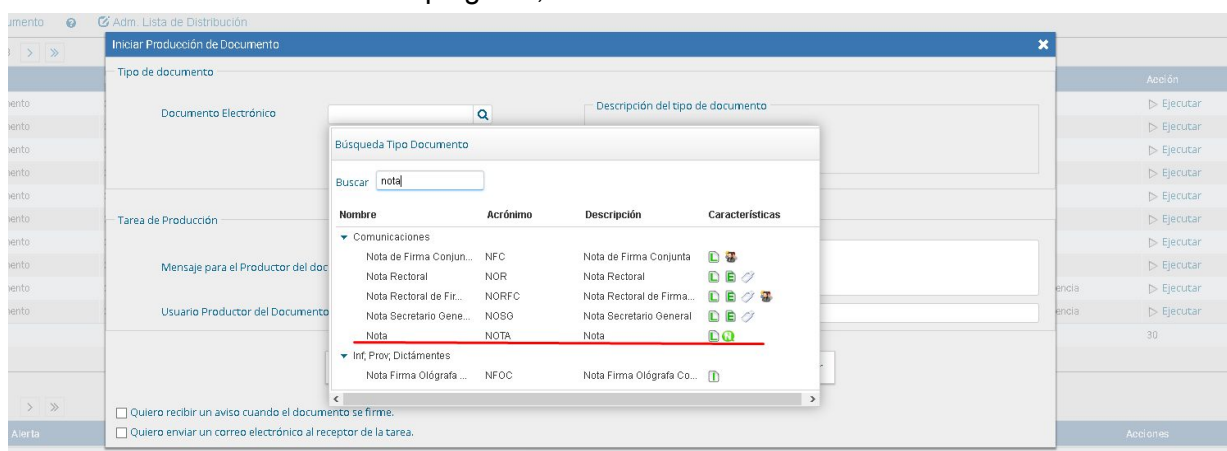 umento Adm. Lista de Distribución
Iniciar Producción de Documento
Tipo de documento
Acción
Documento Electrónico
Descripción del tipo de documento
Ejecutar
Ejecutar
Búsqueda Tipo Documento
Ejecutar
Buscar nota
Ejecutar
Ejecutar
Nombre Acrónimo Descripción Características
Tarea de Producción
Ejecutar
Comunicaciones
Ejecutar
Nota de Firma Conjun... NFC Nota de Firma Conjunta
Mensaje para el Productor del doc
Ejecutar
Nota Rectoral NOR Nota Rectoral
Nota Rectoral de Fir... NORFC Nota Rectoral de Firma...
encia Ejecutar
Usuario Productor del Documento
Nota Secretario Gene... NOSG Nota Secretario General
encia Ejecutar
Nota NOTA Nota
30
Inf, Prov, Dictámentes
Nota Firma Ológrafa ... NFOC Nota Firma Ológrafa Co...
Quiero recibir un aviso cuando el documento se firme.
Alerta
Quiero enviar un correo electrónico al receptor de la tarea.
Acciones